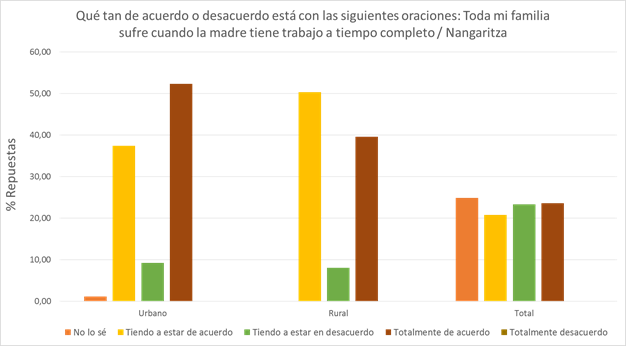 Qué tan de acuerdo o desacuerdo está con las siguientes oraciones: Toda mi familia
sufre cuando la madre tiene trabajo a tiempo completo / Nangaritza
60,00
50,00
40,00
30,00
20,00
10,00
0,00
% Repuestas
Urbano Rural Total
No lo sé Tiendo a estar de acuerdo Tiendo a estar en desacuerdo Totalmente de acuerdo Totalmente desacuerdo